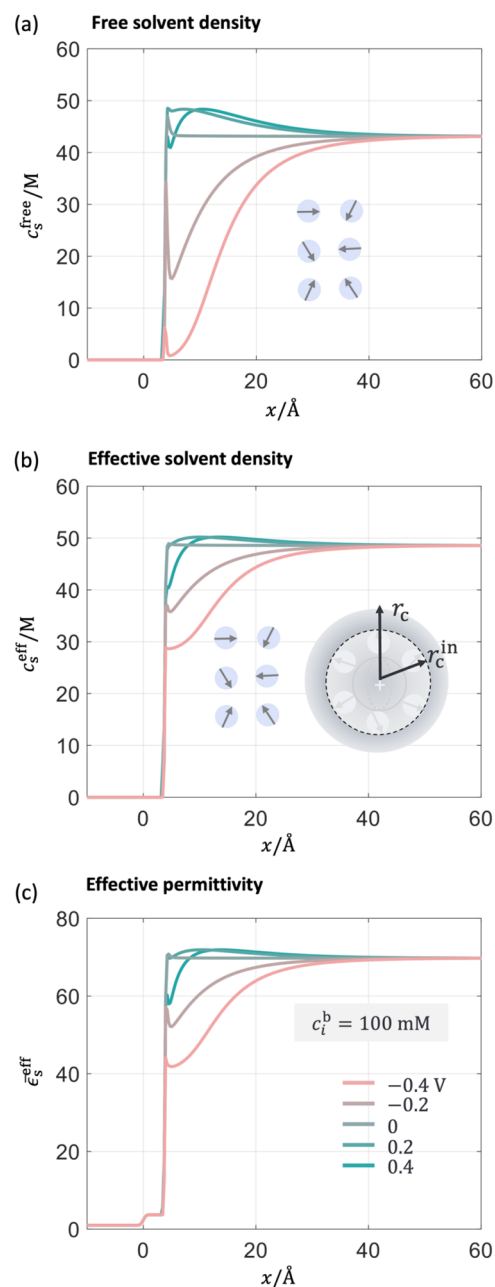 (a) Free solvent density
60
50
40
30
20
10
0
c_s^free/M
0 20 40 60
x/Å
(b) Effective solvent density
60
50
40
30
20
10
0
c_s^eff/M
r_c
r_c^in
0 20 40 60
x/Å
(c) Effective permittivity
80
60
40
20
0
ε̄_s^eff
c_i^b = 100 mM
−0.4 V
−0.2
0
0.2
0.4
0 20 40 60
x/Å